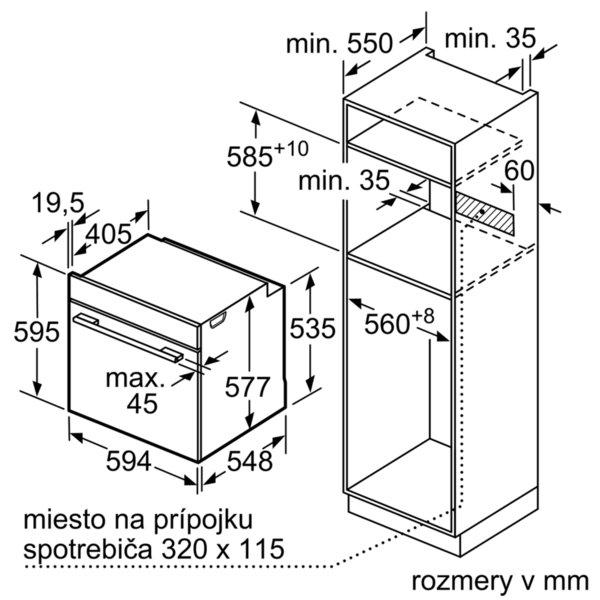 min. 550
min. 35
585+10
min. 35
60
19,5
405
595
535
560+8
577
max.
45
594
548
miesto na prípojku
spotrebiča 320 x 115
rozmery v mm